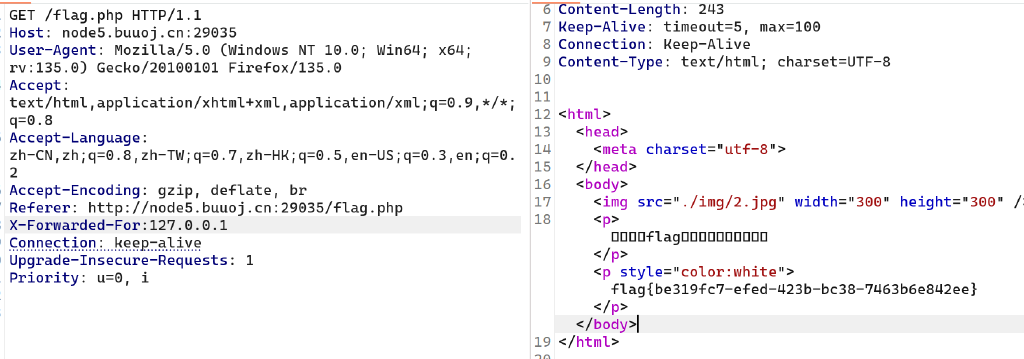 GET /flag.php HTTP/1.1
Host: node5.buuoj.cn:29035
User-Agent: Mozilla/5.0 (Windows NT 10.0; Win64; x64;
rv:135.0) Gecko/20100101 Firefox/135.0
Accept:
text/html,application/xhtml+xml,application/xml;q=0.9,*/*;
q=0.8
Accept-Language:
zh-CN,zh;q=0.8,zh-TW;q=0.7,zh-HK;q=0.5,en-US;q=0.3,en;q=0.
2
Accept-Encoding: gzip, deflate, br
Referer: http://node5.buuoj.cn:29035/flag.php
X-Forwarded-For:127.0.0.1
Connection: keep-alive
Upgrade-Insecure-Requests: 1
Priority: u=0, i
6 Content-Length: 243
7 Keep-Alive: timeout=5, max=100
8 Connection: Keep-Alive
9 Content-Type: text/html; charset=UTF-8
10
11
12 <html>
13 <head>
14 <meta charset="utf-8">
15 </head>
16 <body>
17 <img src="./img/2.jpg" width="300" height="300" /
18 <p>
□□□□flag□□□□□□□□□□
</p>
<p style="color:white">
flag{be319fc7-efed-423b-bc38-7463b6e842ee}
</p>
</body>
19 </html>